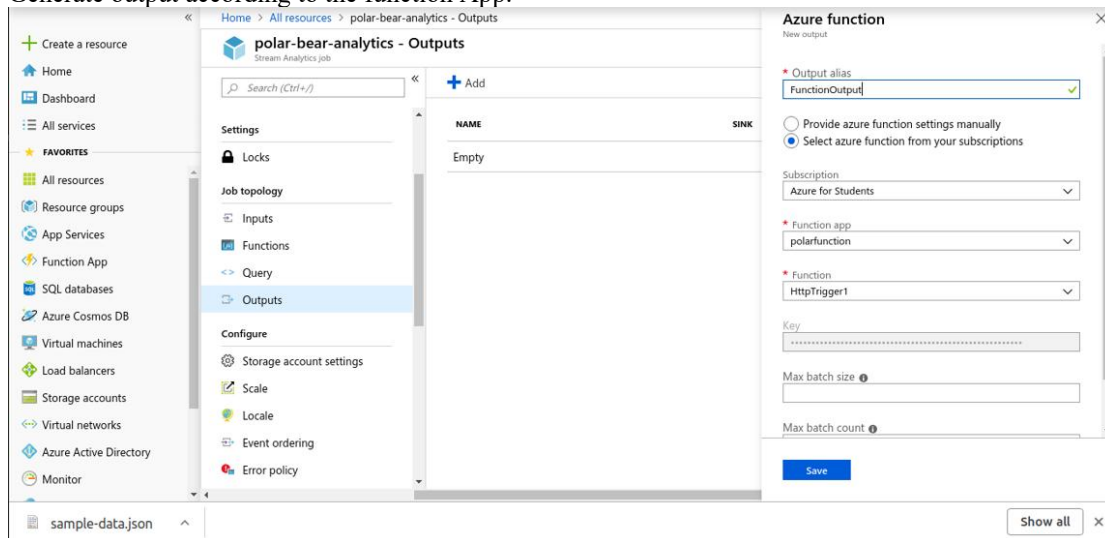 Generate output according to the function App.
Home > All resources > polar-bear-analytics - Outputs
Create a resource
Home
Dashboard
All services
FAVORITES
All resources
Resource groups
App Services
Function App
SQL databases
Azure Cosmos DB
Virtual machines
Load balancers
Storage accounts
Virtual networks
Azure Active Directory
Monitor
polar-bear-analytics - Outputs
Stream Analytics job
Search (Ctrl+/)
Settings
Locks
Job topology
Inputs
Functions
Query
Outputs
Configure
Storage account settings
Scale
Locale
Event ordering
Error policy
Add
NAME SINK
Empty
Azure function
New output
* Output alias
FunctionOutput
Provide azure function settings manually
Select azure function from your subscriptions
Subscription
Azure for Students
* Function app
polarfunction
* Function
HttpTrigger1
Key
Max batch size
Max batch count
Save
sample-data.json
Show all